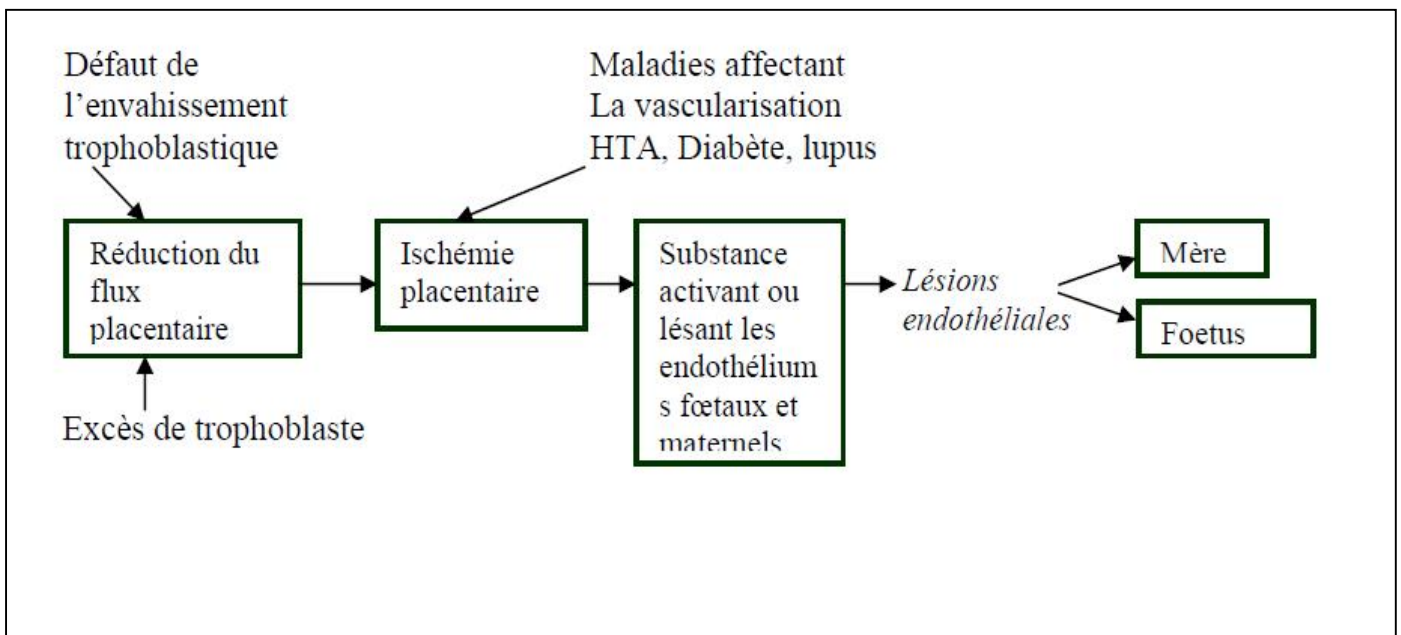 Défaut de
l’envahissement
trophoblastique
Maladies affectant
La vascularisation
HTA, Diabète, lupus
Réduction du
flux
placentaire
Ischémie
placentaire
Substance
activant ou
lésant les
endothélium
s fœtaux et
maternels
Lésions
endothéliales
Mère
Foetus
Excès de trophoblaste